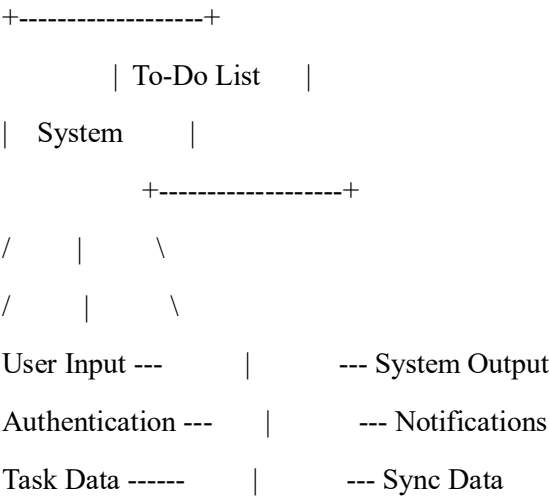 +-------------------+
| To-Do List |
| System |
+-------------------+
/ | \
/ | \
User Input --- | --- System Output
Authentication --- | --- Notifications
Task Data ------ | --- Sync Data